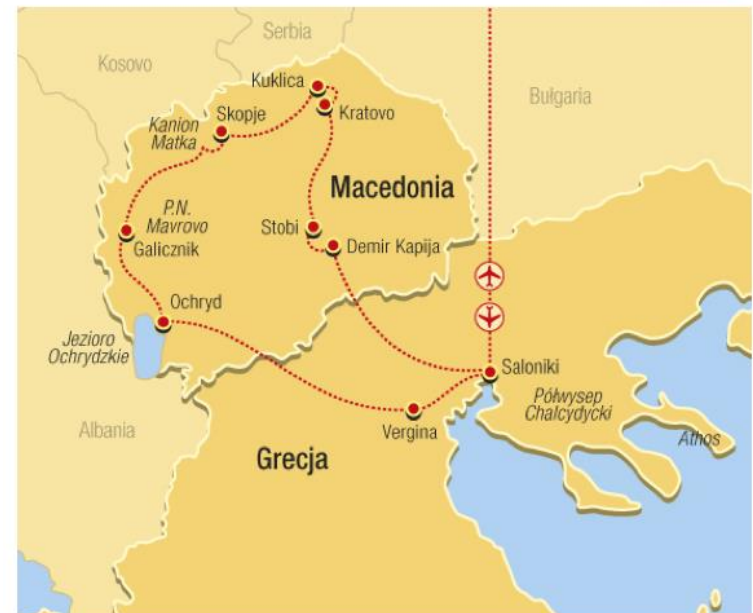 Serbia
Kosovo
Kuklica
Bułgaria
Skopje
Kratovo
Kanion
Matka
Macedonia
P.N.
Mavrovo
Galicznik
Stobi
Demir Kapija
Ochryd
Jezioro
Ochrydzkie
Saloniki
Półwysep
Chalcydycki
Vergina
Albania
Athos
Grecja